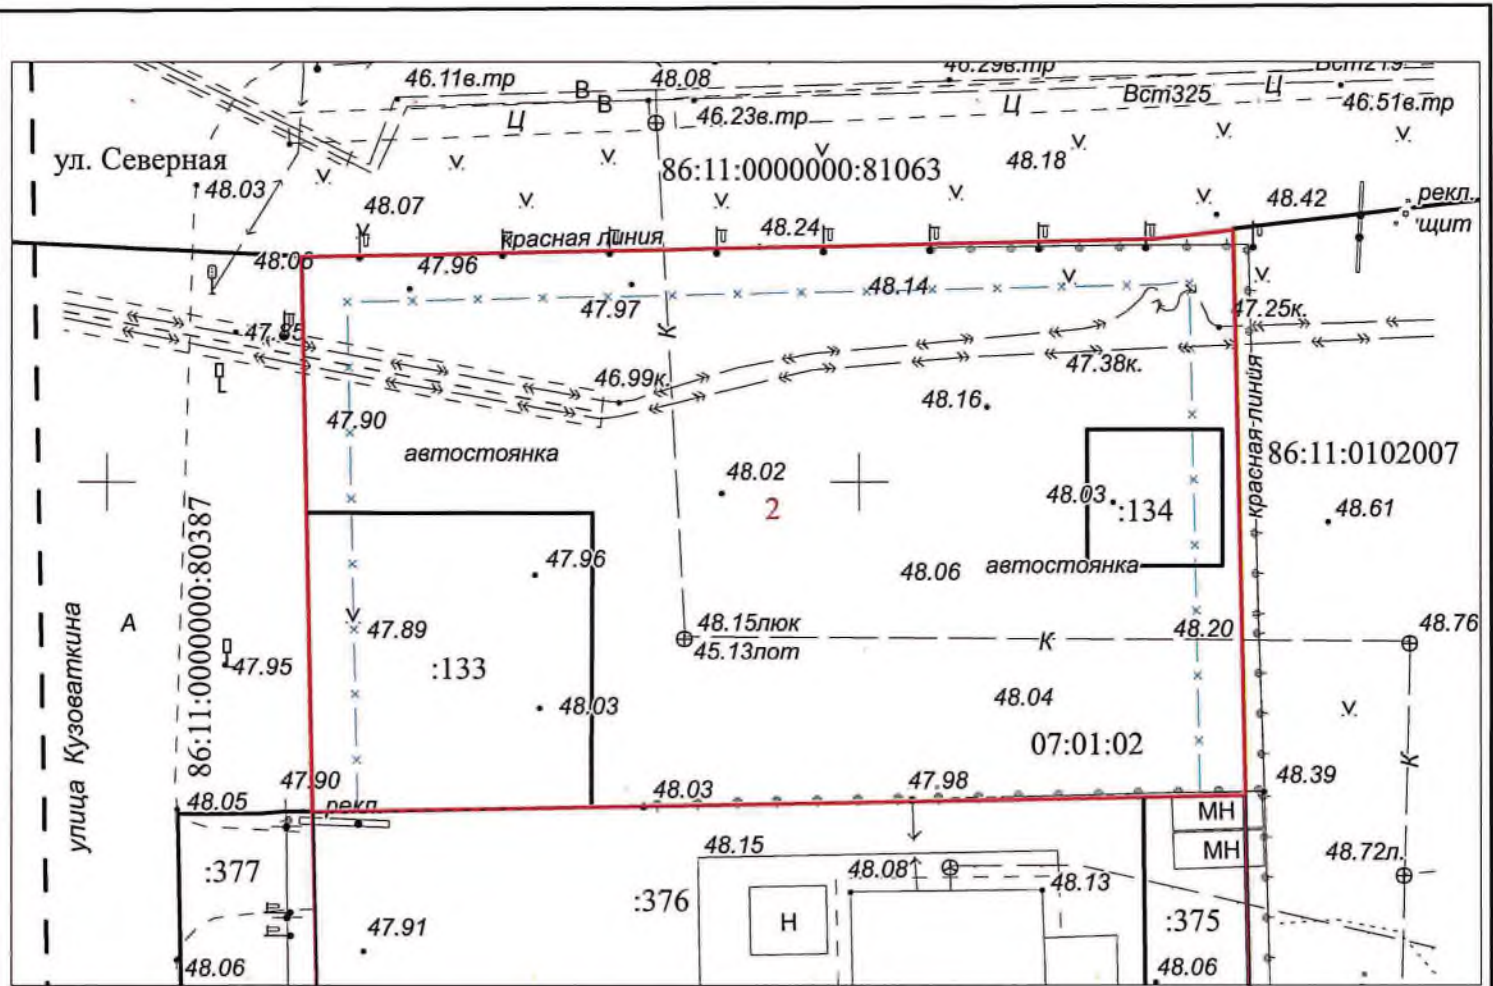 46.11в.тр
48.08
46.29в.тр
Вст219
В
В
Ц
46.23в.тр
Ц
Вст325
Ц
46.51в.тр
ул. Северная
48.03
86:11:0000000:81063
48.18
48.07
48.42
рекл.
щит
красная линия
48.24
48.06
47.96
47.97
48.14
47.25к.
47.85
К
47.38к.
46.99к.
48.16
47.90
автостоянка
красная линия
86:11:0102007
48.02
2
48.03
:134
48.61
86:11:0000000:80387
47.96
48.06
автостоянка
улица Кузоваткина
А
47.89
48.15люк
45.13лот
К
48.20
48.76
47.95
:133
48.03
48.04
07:01:02
К
47.90
48.03
47.98
48.39
48.05
рекл.
МН
МН
48.15
48.08
48.13
48.72л.
:377
:376
Н
:375
47.91
48.06
48.06